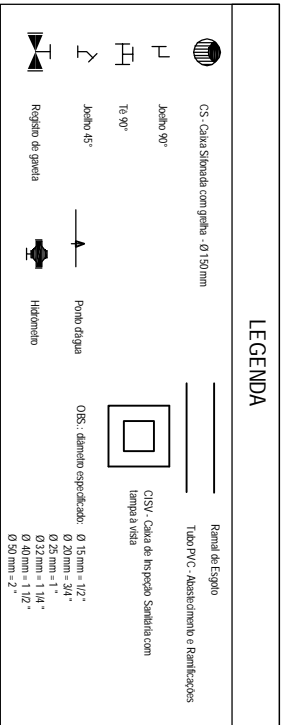 LEGENDA
CS - Caixa Sifonada com grelha - Ø 150 mm
Joelho 90°
Tê 90°
Joelho 45°
Registro de gaveta
Ponto d'água
Hidrômetro
Ramal de Esgoto
Tubo PVC - Abastecimento e Ramificações
CISV - Caixa de Inspeção Sanitária com
tampa à vista
OBS.: diâmetro especificado: Ø 15 mm = 1/2 "
Ø 20 mm = 3/4 "
Ø 25 mm = 1 "
Ø 32 mm = 1 1/4 "
Ø 40 mm = 1 1/2 "
Ø 50 mm = 2 "